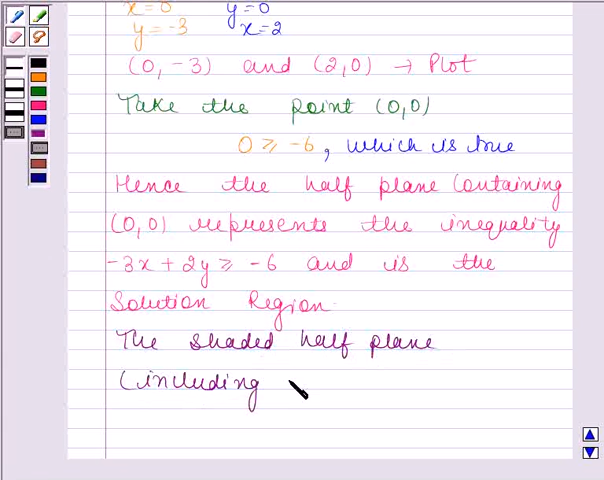 x=0 y=0
y=-3 x=2
(0,-3) and (2,0) → Plot
Take the point (0,0)
0 ≥ -6, which is true
Hence the half plane Containing
(0,0) represents the inequality
-3x + 2y ≥ -6 and is the
Solution Region.
The shaded half plane
(including